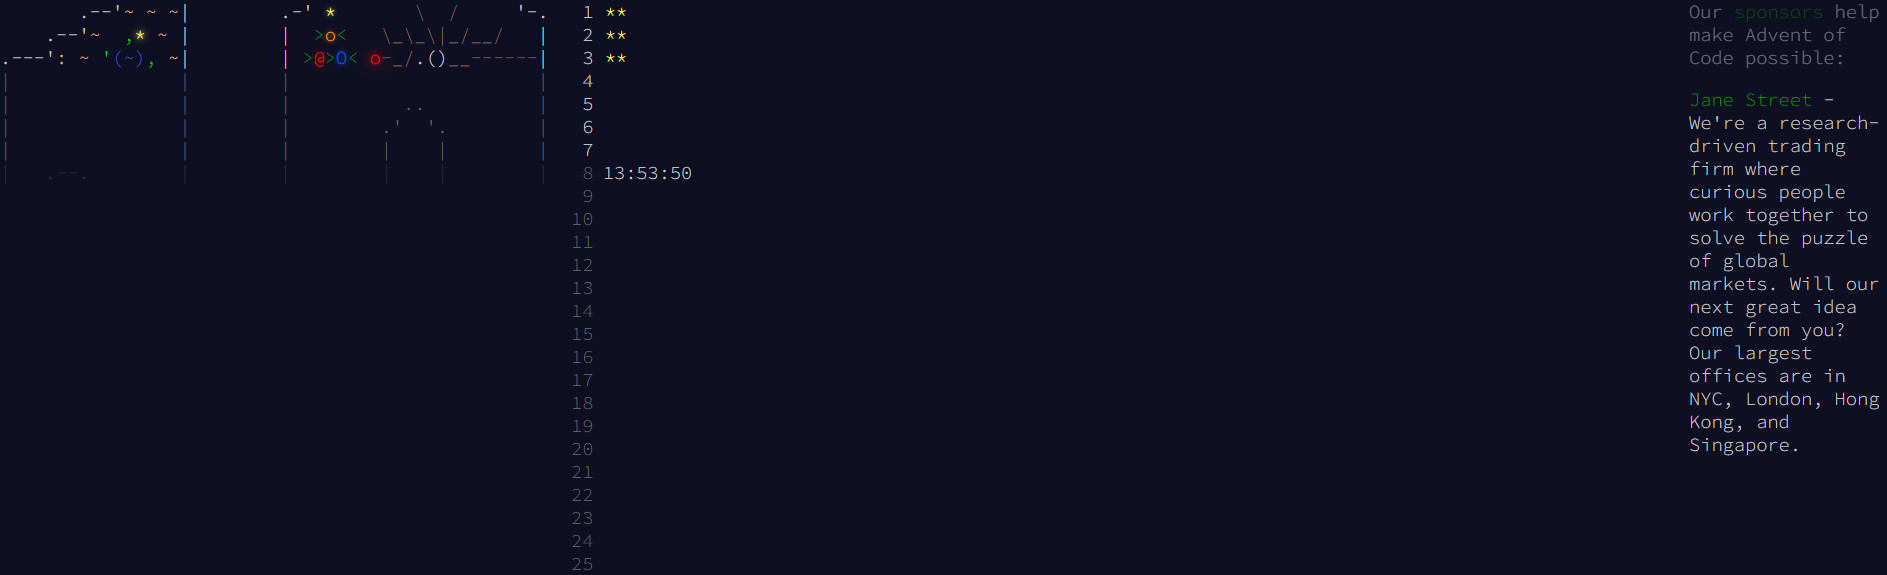 .--'~ ~ ~|        .-' *       \  /     '-.   1 **
    .--'~  ,* ~ |        |  >o<   \_\_\|_/__/   |   2 **
.---': ~ '(~), ~|        | >@>O< o-_/.()__------|   3 **
|               |        |                      |   4
|               |        |          ..          |   5
|               |        |        .'  '.        |   6
|               |        |        |    |        |   7
|   .--.        |        |        |    |        |   8 13:53:50
9
10
11
12
13
14
15
16
17
18
19
20
21
22
23
24
25
Our sponsors help
make Advent of
Code possible:
Jane Street -
We're a research-
driven trading
firm where
curious people
work together to
solve the puzzle
of global
markets. Will our
next great idea
come from you?
Our largest
offices are in
NYC, London, Hong
Kong, and
Singapore.